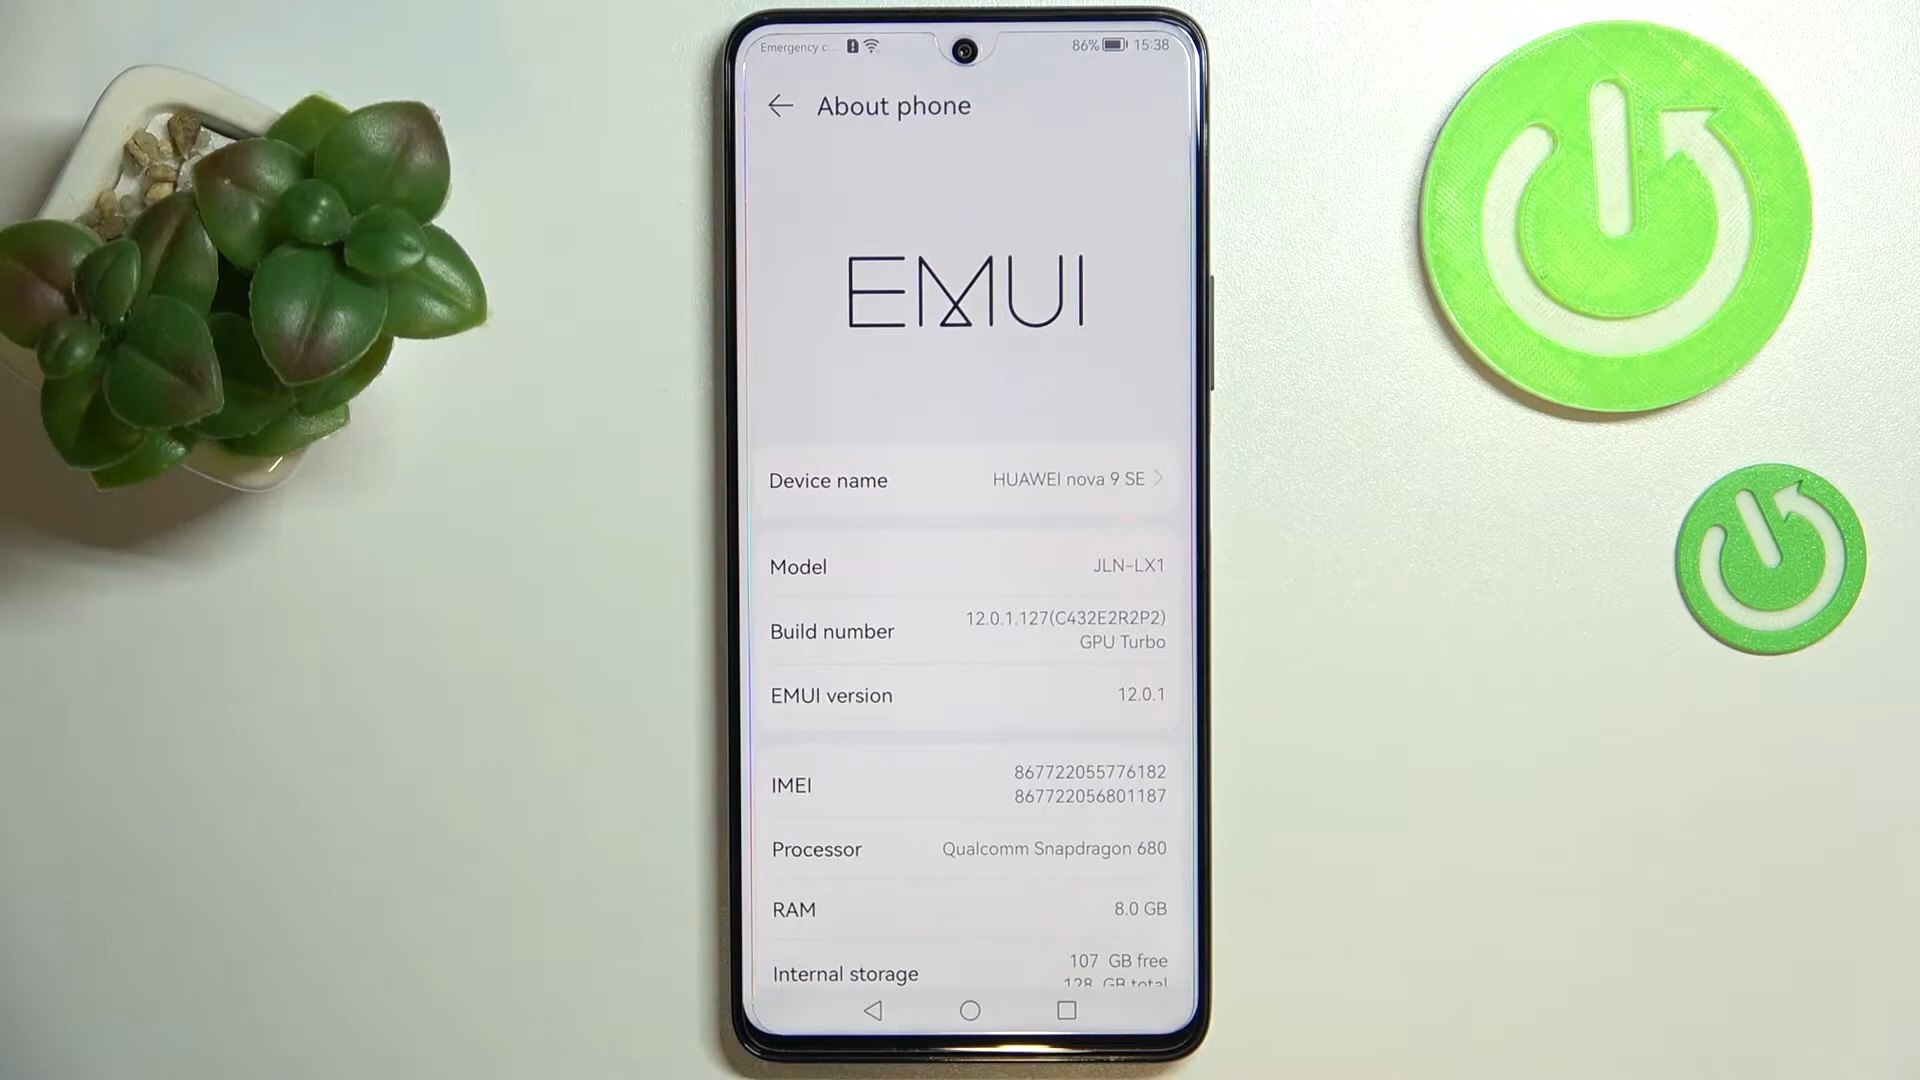 Emergency c... 86% 15:38
About phone
EMUI
Device name HUAWEI nova 9 SE
Model JLN-LX1
Build number 12.0.1.127(C432E2R2P2)
GPU Turbo
EMUI version 12.0.1
IMEI 867722055776182
867722056801187
Processor Qualcomm Snapdragon 680
RAM 8.0 GB
Internal storage 107 GB free
128 GB total